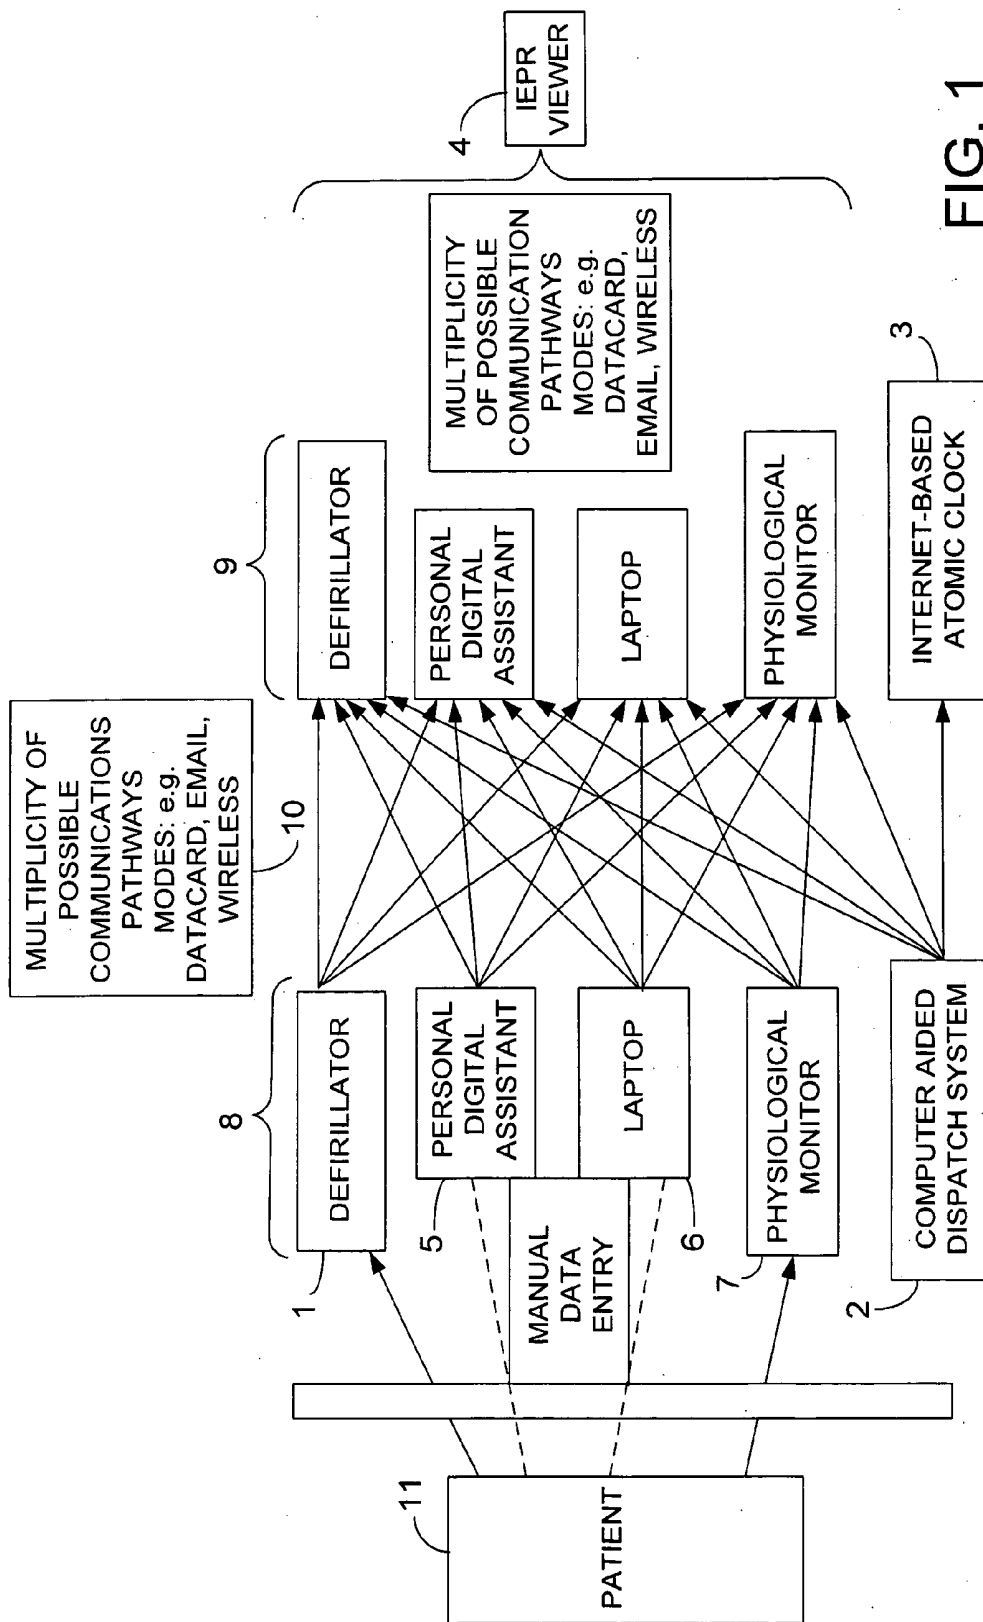 MULTIPLICITY OF
POSSIBLE
COMMUNICATIONS
PATHWAYS
MODES: e.g.
DATACARD, EMAIL,
WIRELESS
10
8
9
4
1
DEFIRILLATOR
DEFIRILLATOR
IEPR
VIEWER
11
PATIENT
5
PERSONAL
DIGITAL
ASSISTANT
PERSONAL
DIGITAL
ASSISTANT
MULTIPLICITY
OF POSSIBLE
COMMUNICATION
PATHWAYS
MODES: e.g.
DATACARD,
EMAIL, WIRELESS
MANUAL
DATA
ENTRY
6
LAPTOP
LAPTOP
7
PHYSIOLOGICAL
MONITOR
PHYSIOLOGICAL
MONITOR
2
COMPUTER AIDED
DISPATCH SYSTEM
3
INTERNET-BASED
ATOMIC CLOCK
FIG. 1